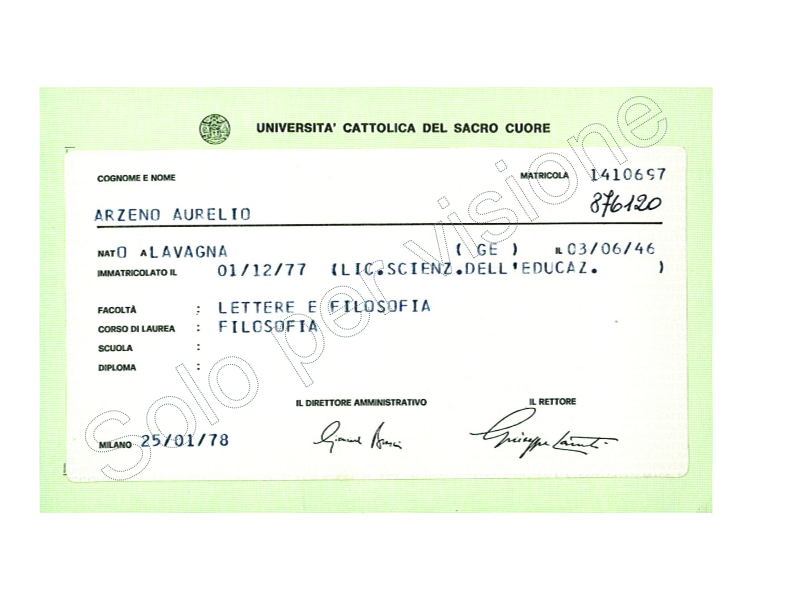 UNIVERSITA' CATTOLICA DEL SACRO CUORE
COGNOME E NOME MATRICOLA 1410697
ARZENO AURELIO 876120
NATO A LAVAGNA ( GE ) IL 03/06/46
IMMATRICOLATO IL 01/12/77 (LIC.SCIENZ.DELL'EDUCAZ. )
FACOLTÀ : LETTERE E FILOSOFIA
CORSO DI LAUREA : FILOSOFIA
SCUOLA :
DIPLOMA :
IL DIRETTORE AMMINISTRATIVO IL RETTORE
MILANO 25/01/78 Giuseppe
Solo per visione